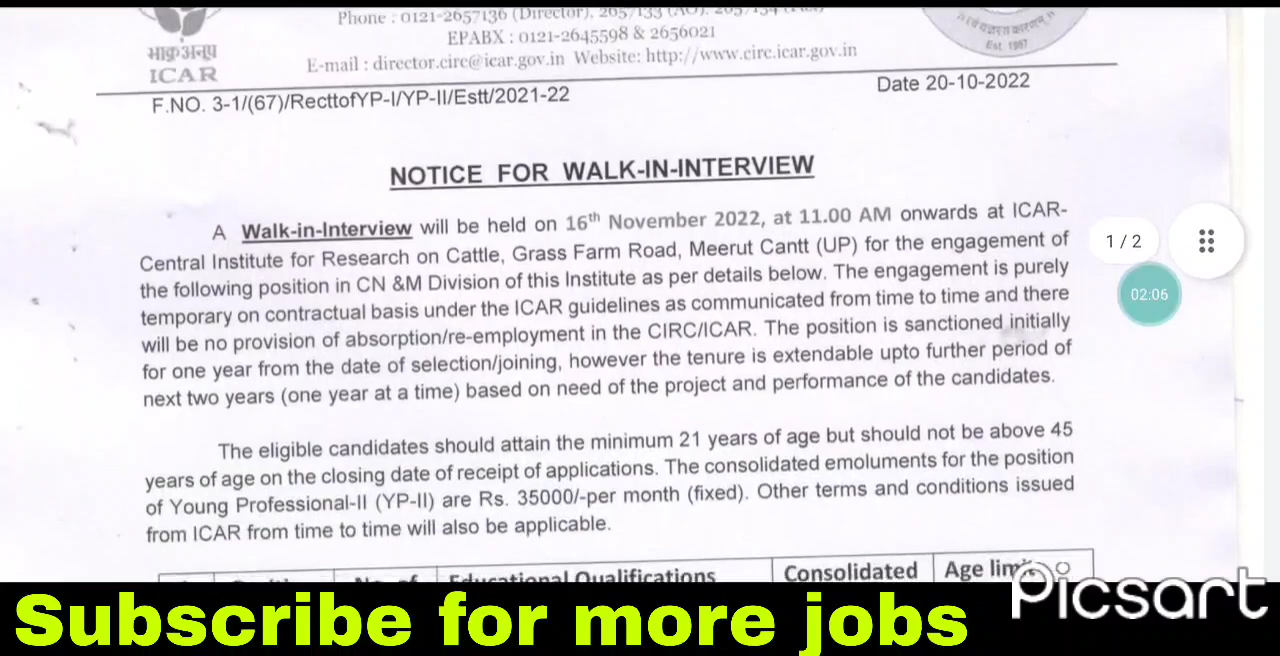 Phone : 0121-2657136 (Director), 2657133 (AO),
EPABX : 0121-2645598 & 2656021
E-mail : director.circ@icar.gov.in Website: http://www.circ.icar.gov.in
भाकृअनुप
ICAR
Est. 1987
F.NO. 3-1/(67)/RecttofYP-I/YP-II/Estt/2021-22
Date 20-10-2022
NOTICE FOR WALK-IN-INTERVIEW
A Walk-in-Interview will be held on 16th November 2022, at 11.00 AM onwards at ICAR-
Central Institute for Research on Cattle, Grass Farm Road, Meerut Cantt (UP) for the engagement of
the following position in CN &M Division of this Institute as per details below. The engagement is purely
temporary on contractual basis under the ICAR guidelines as communicated from time to time and there
will be no provision of absorption/re-employment in the CIRC/ICAR. The position is sanctioned initially
for one year from the date of selection/joining, however the tenure is extendable upto further period of
next two years (one year at a time) based on need of the project and performance of the candidates.
The eligible candidates should attain the minimum 21 years of age but should not be above 45
years of age on the closing date of receipt of applications. The consolidated emoluments for the position
of Young Professional-II (YP-II) are Rs. 35000/-per month (fixed). Other terms and conditions issued
from ICAR from time to time will also be applicable.
Educational Qualifications
Consolidated
Age limit
1 / 2
02:06
Subscribe for more jobs
Picsart